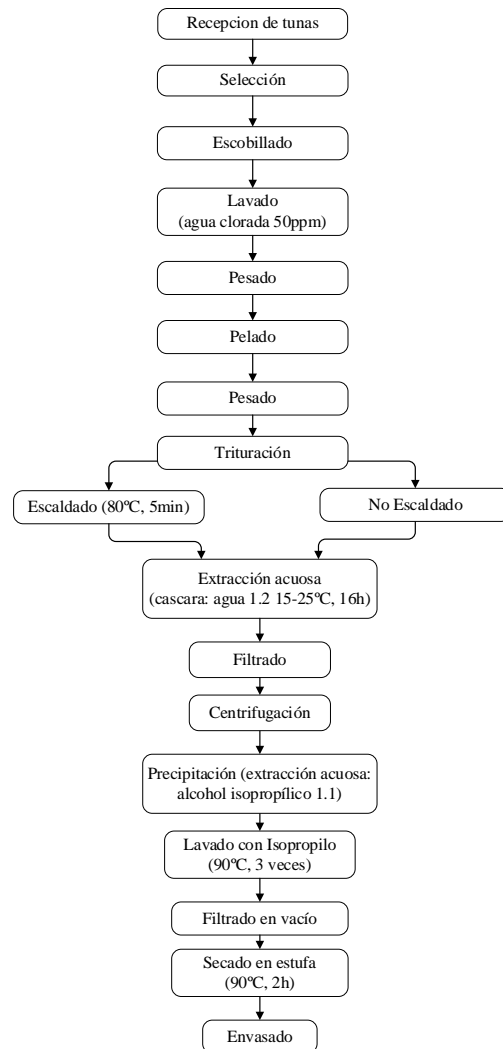 Recepcion de tunas
Selección
Escobillado
Lavado
(agua clorada 50ppm)
Pesado
Pelado
Pesado
Trituración
Escaldado (80ºC, 5min)
No Escaldado
Extracción acuosa
(cascara: agua 1.2 15-25ºC, 16h)
Filtrado
Centrifugación
Precipitación (extracción acuosa:
alcohol isopropílico 1.1)
Lavado con Isopropilo
(90ºC, 3 veces)
Filtrado en vacío
Secado en estufa
(90ºC, 2h)
Envasado